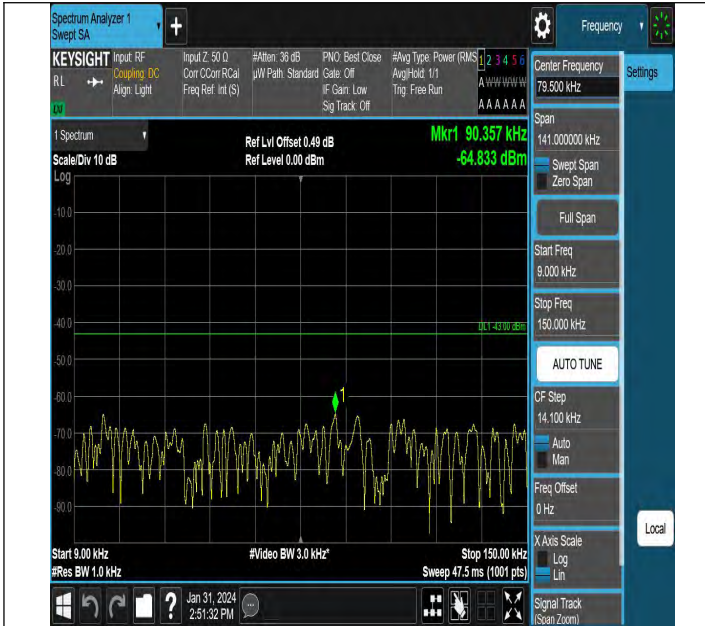 Spectrum Analyzer 1
Swept SA
+
Frequency
KEYSIGHT
R L
LXI
Input: RF
Coupling: DC
Align: Light
Input Z: 50 Ω
Corr CCorr RCal
Freq Ref: Int (S)
#Atten: 36 dB
µW Path: Standard
PNO: Best Close
Gate: Off
IF Gain: Low
Sig Track: Off
#Avg Type: Power (RMS
Avg|Hold: 1/1
Trig: Free Run
1 2 3 4 5 6
A W W W W W
A A A A A A
1 Spectrum
Scale/Div 10 dB
Log
Ref Lvl Offset 0.49 dB
Ref Level 0.00 dBm
Mkr1 90.357 kHz
-64.833 dBm
-10.0
-20.0
-30.0
-40.0
DL1 -43.00 dBm
-50.0
-60.0
1
-70.0
-80.0
-90.0
Start 9.00 kHz
#Video BW 3.0 kHz*
Stop 150.00 kHz
#Res BW 1.0 kHz
Sweep 47.5 ms (1001 pts)
?
Jan 31, 2024
2:51:32 PM
Center Frequency
79.500 kHz
Settings
Span
141.000000 kHz
Swept Span
Zero Span
Full Span
Start Freq
9.000 kHz
Stop Freq
150.000 kHz
AUTO TUNE
CF Step
14.100 kHz
Auto
Man
Freq Offset
0 Hz
X Axis Scale
Log
Lin
Local
Signal Track
(Span Zoom)